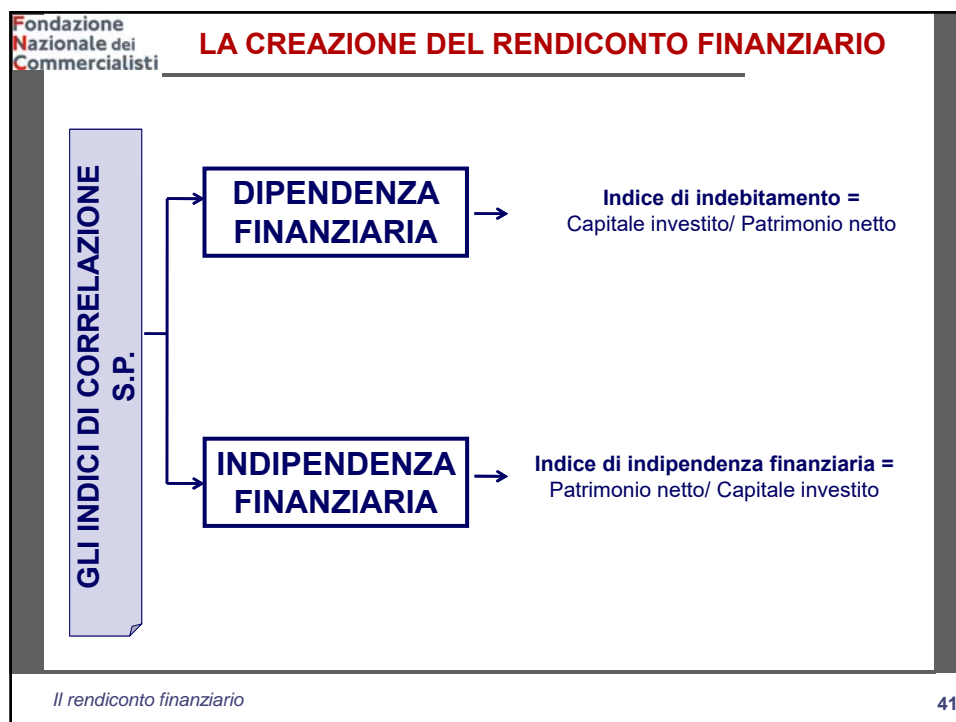 Fondazione
Nazionale dei
Commercialisti
LA CREAZIONE DEL RENDICONTO FINANZIARIO
GLI INDICI DI CORRELAZIONE
S.P.
DIPENDENZA
FINANZIARIA
Indice di indebitamento =
Capitale investito/ Patrimonio netto
INDIPENDENZA
FINANZIARIA
Indice di indipendenza finanziaria =
Patrimonio netto/ Capitale investito
Il rendiconto finanziario
41